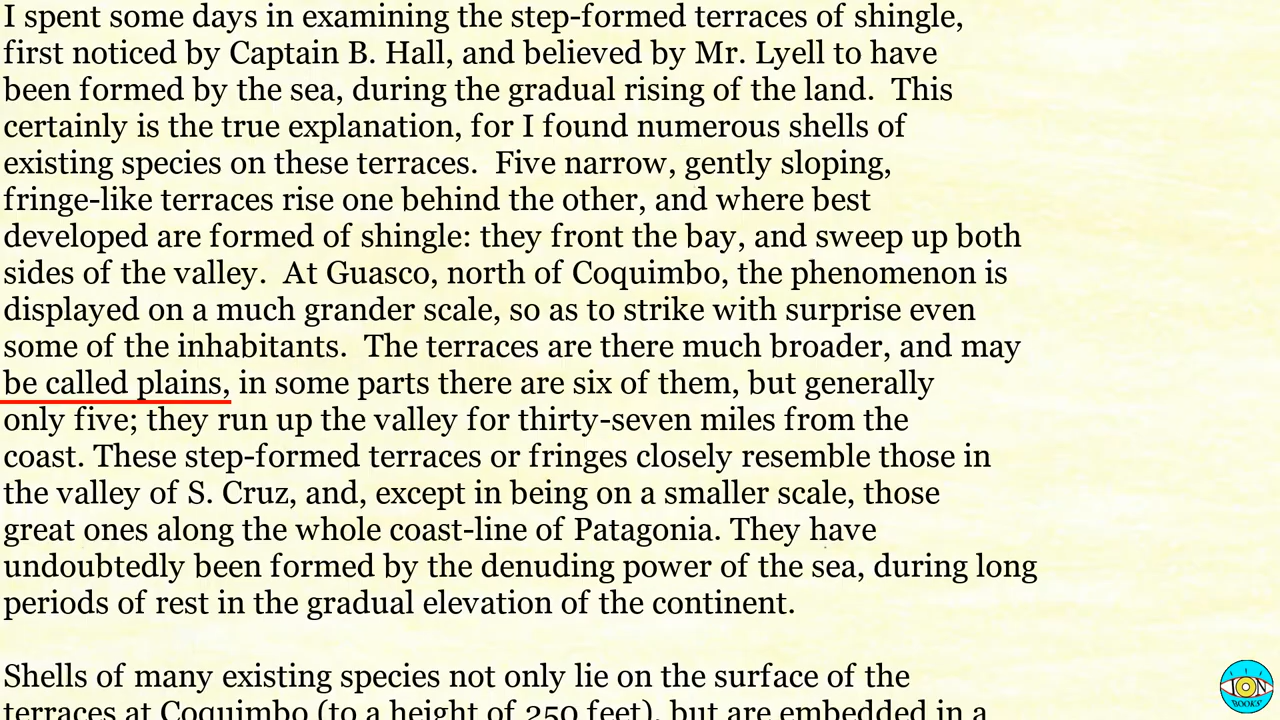 I spent some days in examining the step-formed terraces of shingle,
first noticed by Captain B. Hall, and believed by Mr. Lyell to have
been formed by the sea, during the gradual rising of the land.  This
certainly is the true explanation, for I found numerous shells of
existing species on these terraces.  Five narrow, gently sloping,
fringe-like terraces rise one behind the other, and where best
developed are formed of shingle: they front the bay, and sweep up both
sides of the valley.  At Guasco, north of Coquimbo, the phenomenon is
displayed on a much grander scale, so as to strike with surprise even
some of the inhabitants.  The terraces are there much broader, and may
be called plains, in some parts there are six of them, but generally
only five; they run up the valley for thirty-seven miles from the
coast. These step-formed terraces or fringes closely resemble those in
the valley of S. Cruz, and, except in being on a smaller scale, those
great ones along the whole coast-line of Patagonia. They have
undoubtedly been formed by the denuding power of the sea, during long
periods of rest in the gradual elevation of the continent.
Shells of many existing species not only lie on the surface of the
terraces at Coquimbo (to a height of 250 feet), but are embedded in a
ION
BOOKS